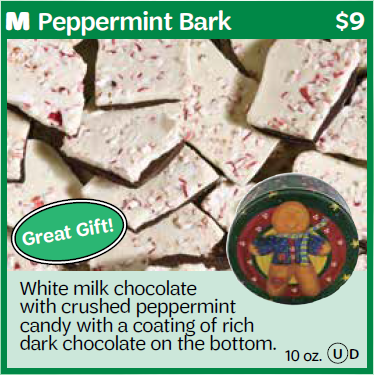 M Peppermint Bark $9
Great Gift!
White milk chocolate
with crushed peppermint
candy with a coating of rich
dark chocolate on the bottom.
10 oz. ⓊD